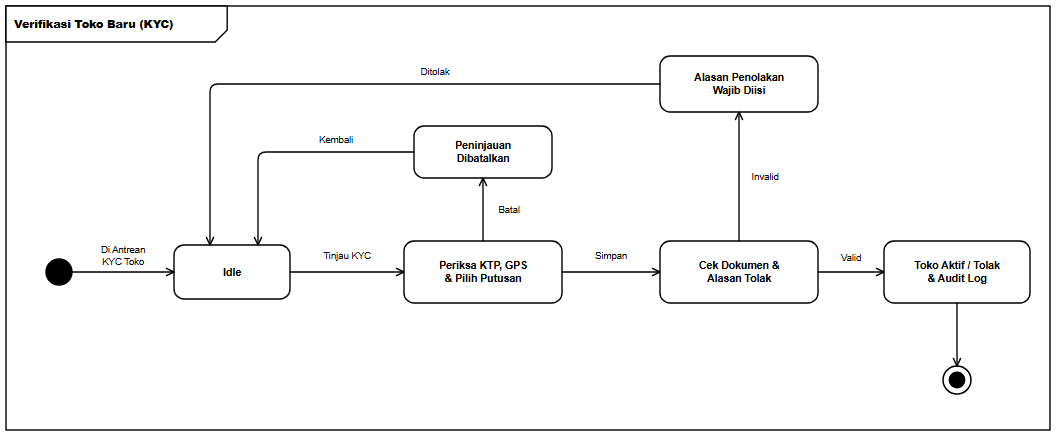 Verifikasi Toko Baru (KYC)
Ditolak
Alasan Penolakan
Wajib Diisi
Kembali
Peninjauan
Dibatalkan
Invalid
Batal
Di Antrean
KYC Toko
Idle
Tinjau KYC
Periksa KTP, GPS
& Pilih Putusan
Simpan
Cek Dokumen &
Alasan Tolak
Valid
Toko Aktif / Tolak
& Audit Log